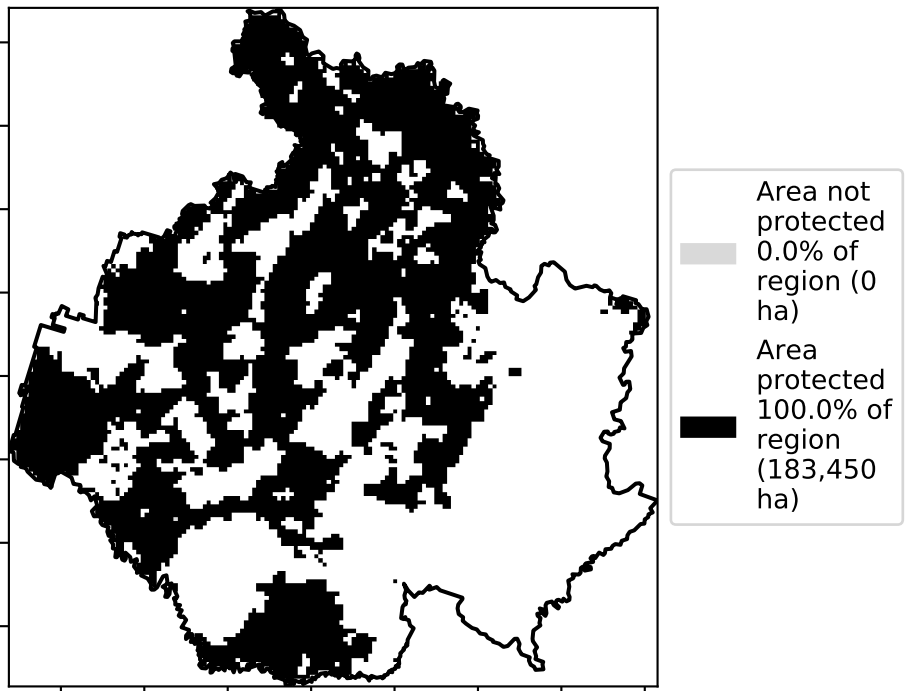 Area not
protected
0.0% of
region (0
ha)
Area
protected
100.0% of
region
(183,450
ha)